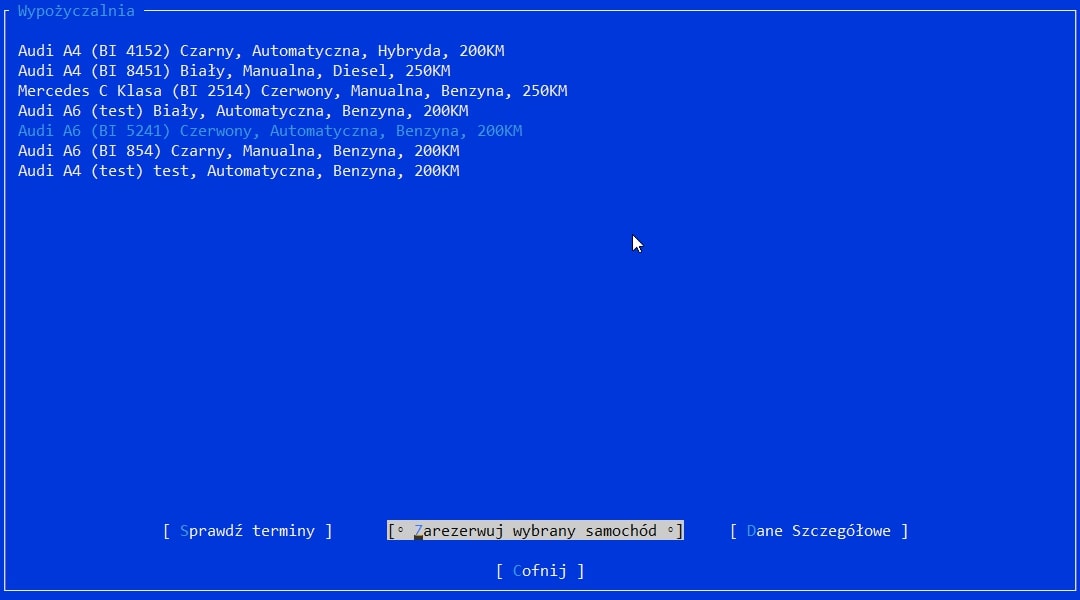 Wypożyczalnia
Audi A4 (BI 4152) Czarny, Automatyczna, Hybryda, 200KM
Audi A4 (BI 8451) Biały, Manualna, Diesel, 250KM
Mercedes C Klasa (BI 2514) Czerwony, Manualna, Benzyna, 250KM
Audi A6 (test) Biały, Automatyczna, Benzyna, 200KM
Audi A6 (BI 5241) Czerwony, Automatyczna, Benzyna, 200KM
Audi A6 (BI 854) Czarny, Manualna, Benzyna, 200KM
Audi A4 (test) test, Automatyczna, Benzyna, 200KM
[ Sprawdź terminy ] [◦ Zarezerwuj wybrany samochód ◦] [ Dane Szczegółowe ]
[ Cofnij ]